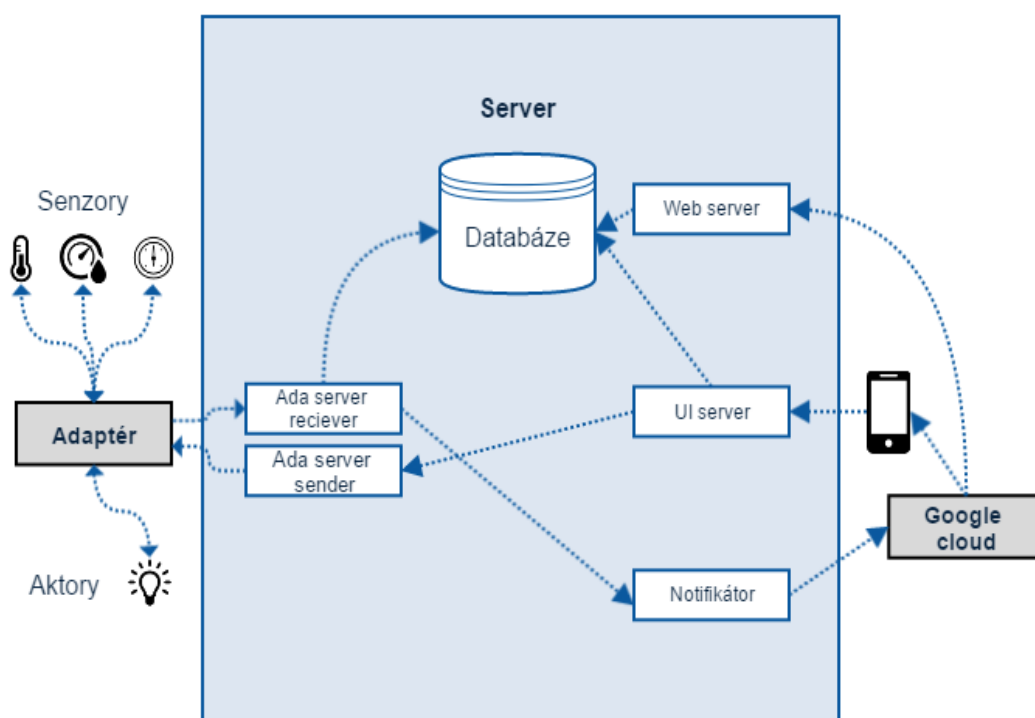 Server
Senzory
Databáze
Web server
Ada server
reciever
UI server
Adaptér
Ada server
sender
Google
cloud
Aktory
Notifikátor